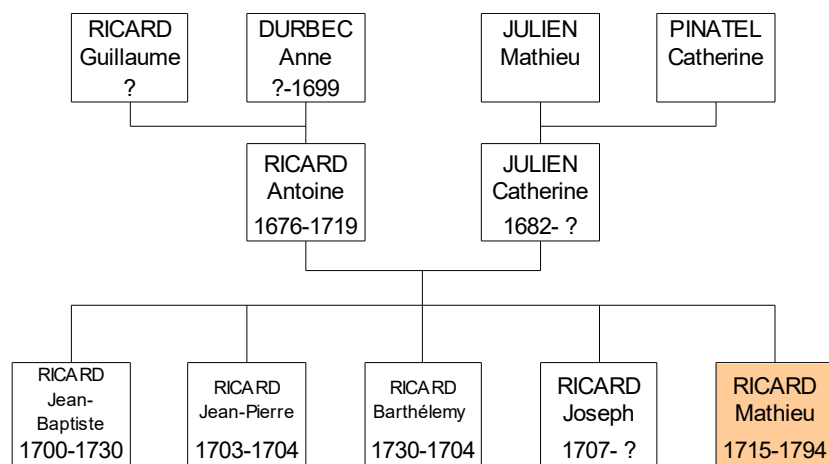 RICARD
Guillaume
?
DURBEC
Anne
?-1699
JULIEN
Mathieu
PINATEL
Catherine
RICARD
Antoine
1676-1719
JULIEN
Catherine
1682- ?
RICARD
Jean-
Baptiste
1700-1730
RICARD
Jean-Pierre
1703-1704
RICARD
Barthélemy
1730-1704
RICARD
Joseph
1707- ?
RICARD
Mathieu
1715-1794